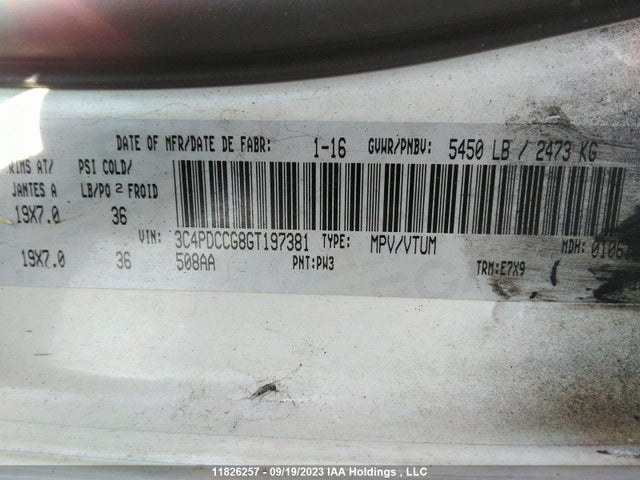 DATE OF MFR/DATE DE FABR: 1-16 GVWR/PNBV: 5450 LB / 2473 KG
RIMS AT/ PSI COLD/
JANTES A LB/PO 2 FROID
19X7.0 36
VIN: 3C4PDCCG8GT197381 TYPE: MPV/VTUM MDH: 0106
19X7.0 36 508AA PNT:PW3 TRM:E7X9
11826257 - 09/19/2023 IAA Holdings , LLC